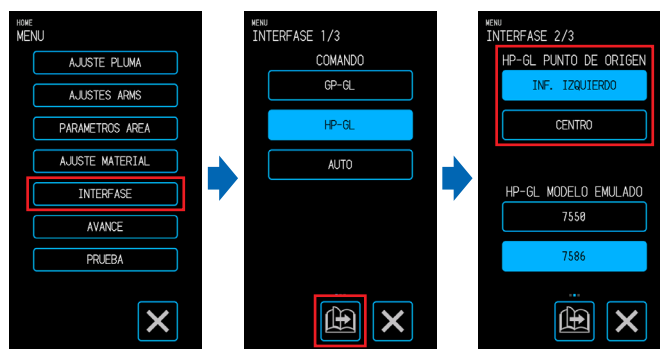 HOME
MENU
AJUSTE PLUMA
AJUSTES ARMS
PARAMETROS AREA
AJUSTE MATERIAL
INTERFASE
AVANCE
PRUEBA
MENU
INTERFASE 1/3
COMANDO
GP-GL
HP-GL
AUTO
MENU
INTERFASE 2/3
HP-GL PUNTO DE ORIGEN
INF. IZQUIERDO
CENTRO
HP-GL MODELO EMULADO
7550
7586